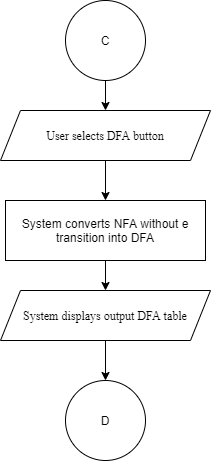 C
User selects DFA button
System converts NFA without e
transition into DFA
System displays output DFA table
D